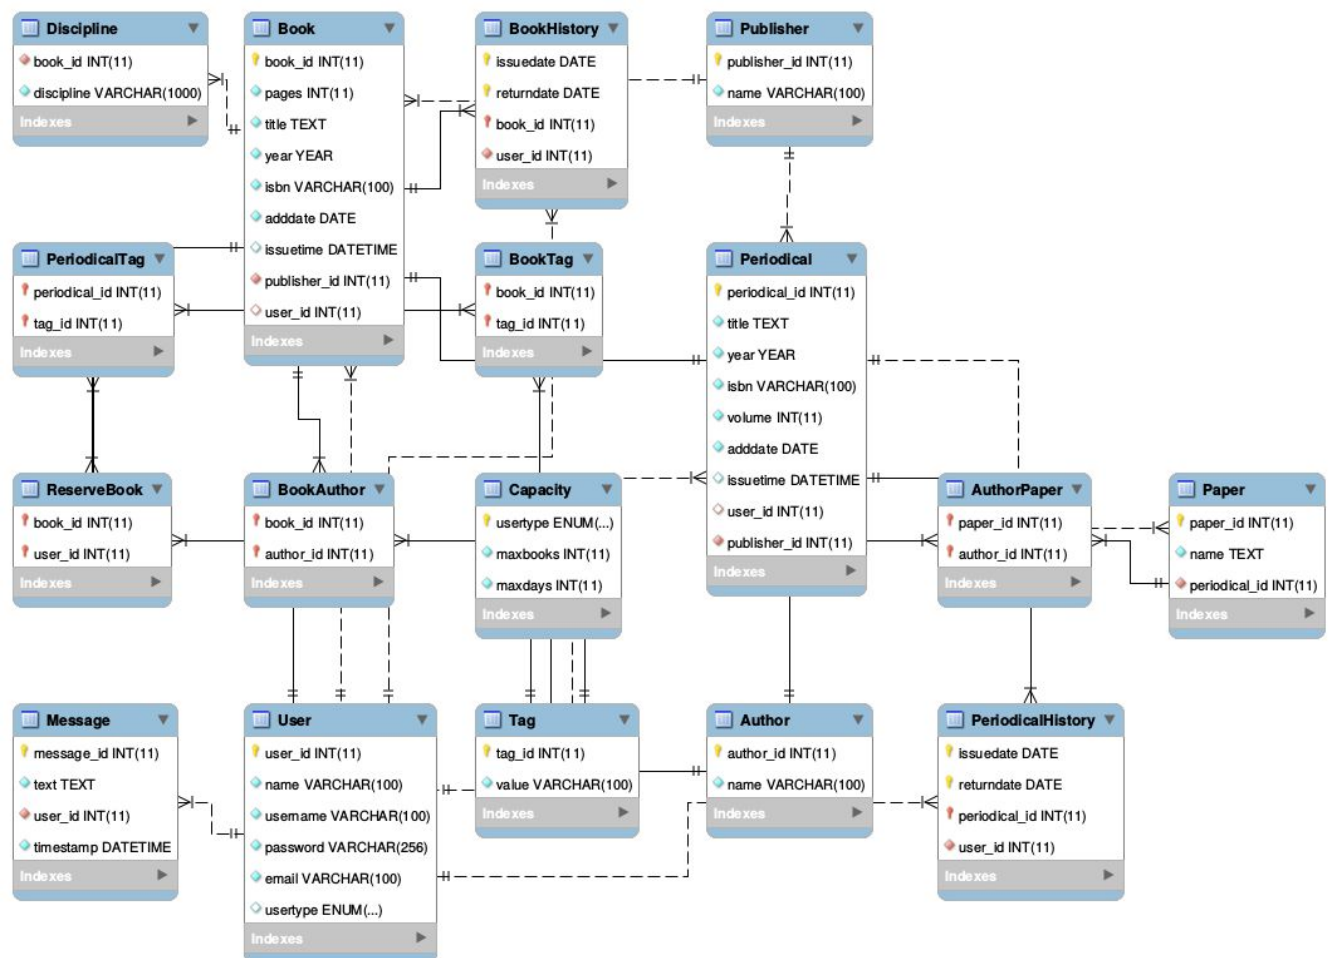 Discipline
book_id INT(11)
discipline VARCHAR(1000)
Indexes
Book
book_id INT(11)
pages INT(11)
title TEXT
year YEAR
isbn VARCHAR(100)
adddate DATE
issuetime DATETIME
publisher_id INT(11)
user_id INT(11)
Indexes
BookHistory
issuedate DATE
returndate DATE
book_id INT(11)
user_id INT(11)
Indexes
Publisher
publisher_id INT(11)
name VARCHAR(100)
Indexes
PeriodicalTag
periodical_id INT(11)
tag_id INT(11)
Indexes
BookTag
book_id INT(11)
tag_id INT(11)
Indexes
Periodical
periodical_id INT(11)
title TEXT
year YEAR
isbn VARCHAR(100)
volume INT(11)
adddate DATE
issuetime DATETIME
user_id INT(11)
publisher_id INT(11)
Indexes
ReserveBook
book_id INT(11)
user_id INT(11)
Indexes
BookAuthor
book_id INT(11)
author_id INT(11)
Indexes
Capacity
usertype ENUM(...)
maxbooks INT(11)
maxdays INT(11)
Indexes
AuthorPaper
paper_id INT(11)
author_id INT(11)
Indexes
Paper
paper_id INT(11)
name TEXT
periodical_id INT(11)
Indexes
Message
message_id INT(11)
text TEXT
user_id INT(11)
timestamp DATETIME
Indexes
User
user_id INT(11)
name VARCHAR(100)
username VARCHAR(100)
password VARCHAR(256)
email VARCHAR(100)
usertype ENUM(...)
Indexes
Tag
tag_id INT(11)
value VARCHAR(100)
Indexes
Author
author_id INT(11)
name VARCHAR(100)
Indexes
PeriodicalHistory
issuedate DATE
returndate DATE
periodical_id INT(11)
user_id INT(11)
Indexes